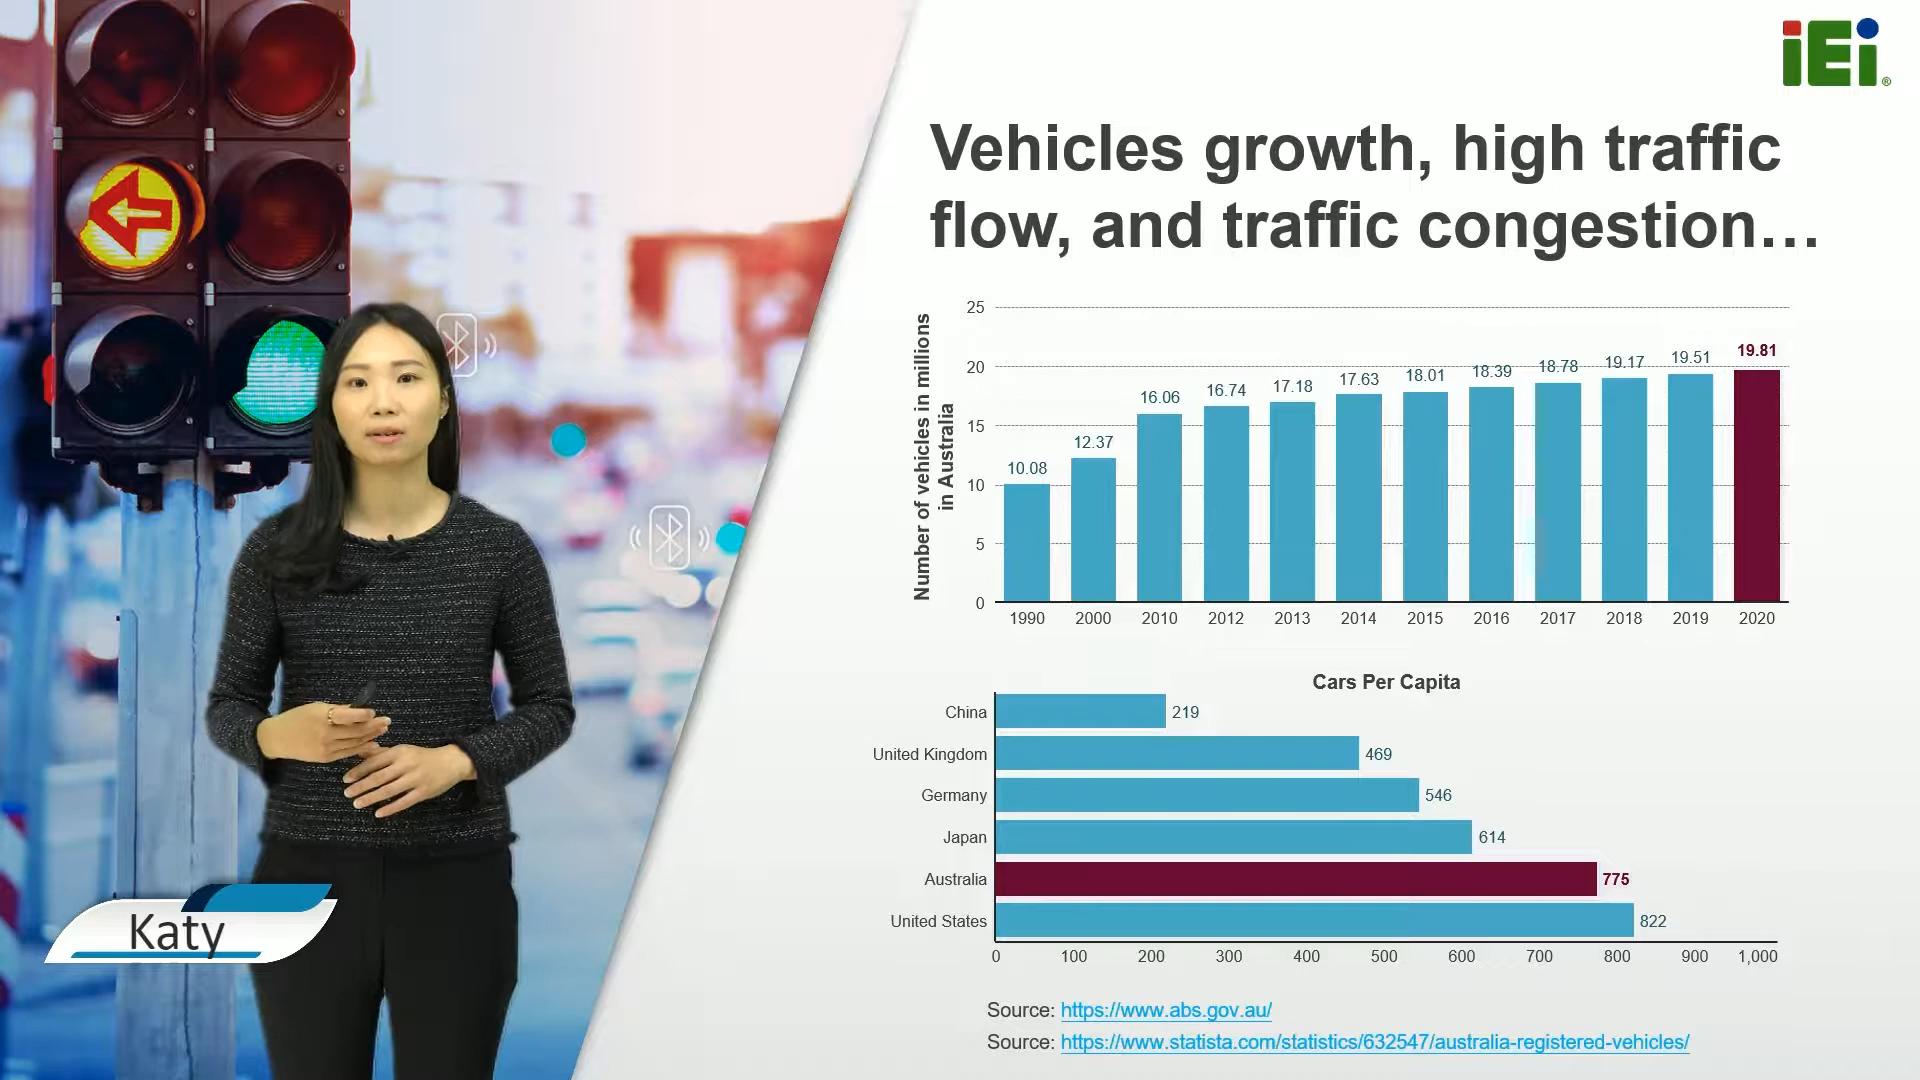 iEi®
Vehicles growth, high traffic
flow, and traffic congestion…
Number of vehicles in millions
in Australia
25
20
15
10
5
0
10.08
12.37
16.06
16.74
17.18
17.63
18.01
18.39
18.78
19.17
19.51
19.81
1990 2000 2010 2012 2013 2014 2015 2016 2017 2018 2019 2020
Cars Per Capita
China 219
United Kingdom 469
Germany 546
Japan 614
Australia 775
United States 822
0 100 200 300 400 500 600 700 800 900 1,000
Katy
Source: https://www.abs.gov.au/
Source: https://www.statista.com/statistics/632547/australia-registered-vehicles/